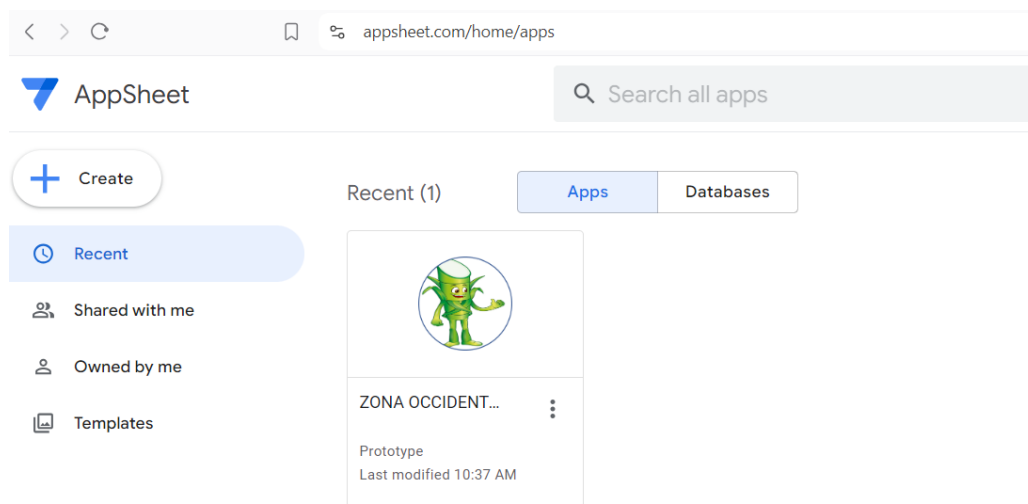 appsheet.com/home/apps
AppSheet
Search all apps
Create
Recent (1)
Apps
Databases
Recent
Shared with me
Owned by me
Templates
ZONA OCCIDENT...
Prototype
Last modified 10:37 AM